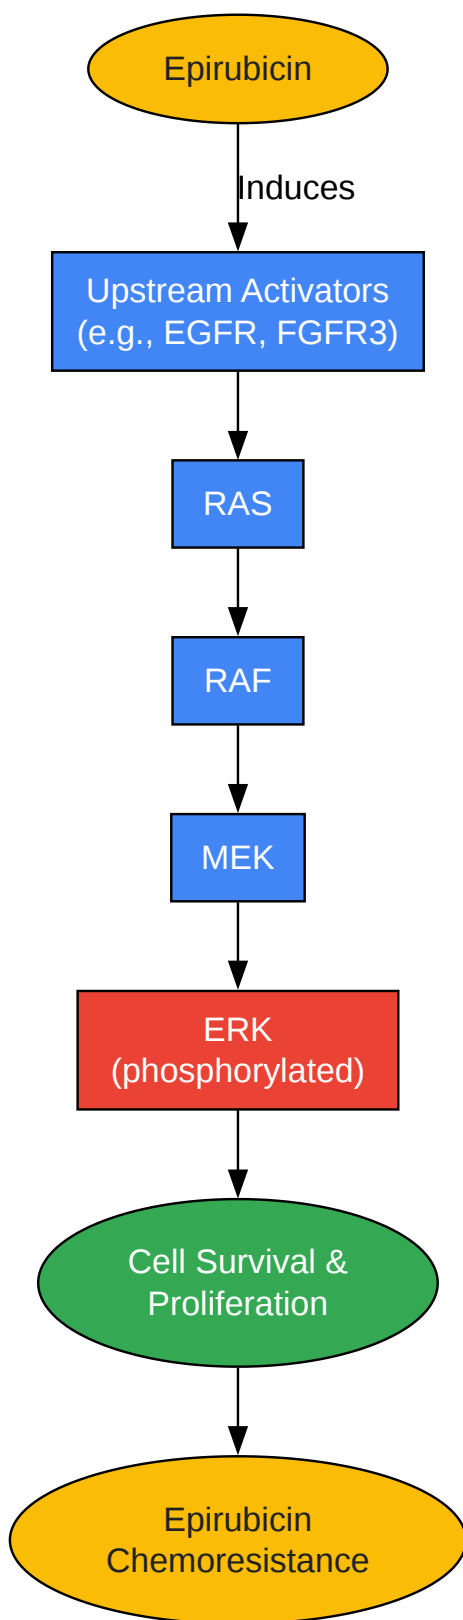 Epirubicin
Induces
Upstream Activators
(e.g., EGFR, FGFR3)
RAS
RAF
MEK
ERK
(phosphorylated)
Cell Survival &
Proliferation
Epirubicin
Chemoresistance